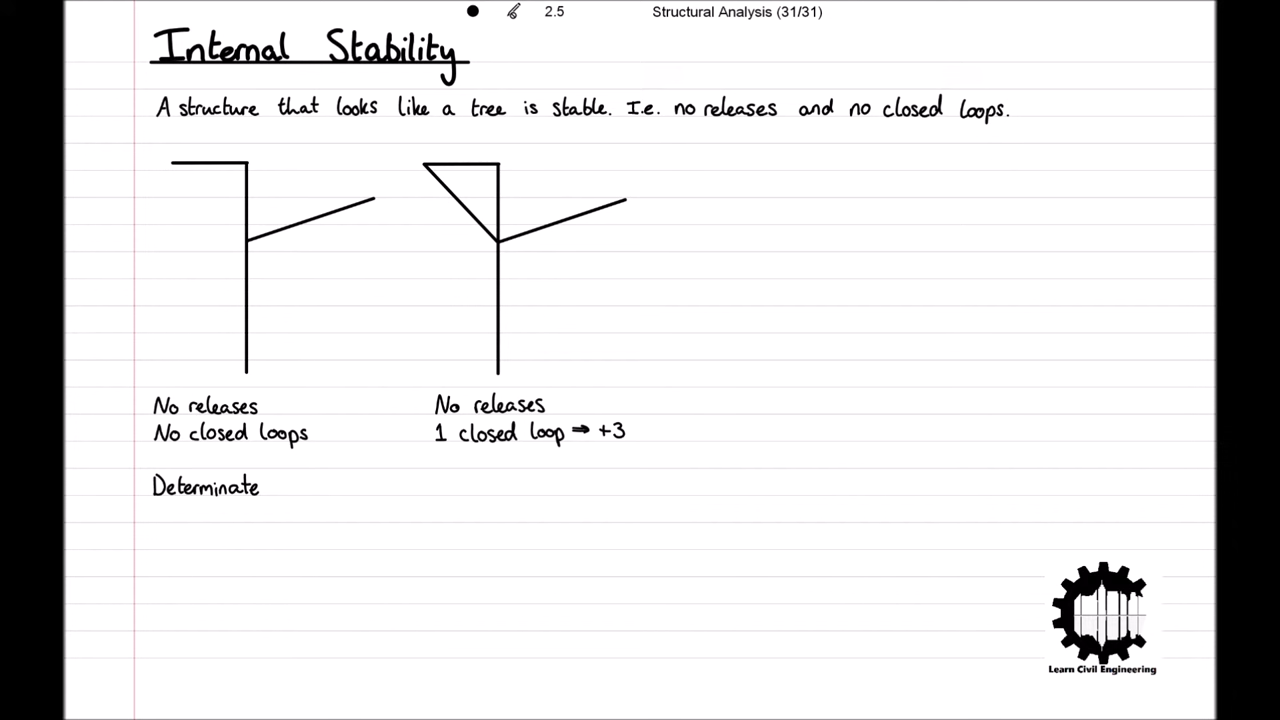 2.5 Structural Analysis (31/31)
Internal Stability
A structure that looks like a tree is stable. I.e. no releases and no closed loops.
No releases
No closed loops
Determinate
No releases
1 closed loop ⇒ +3
Learn Civil Engineering